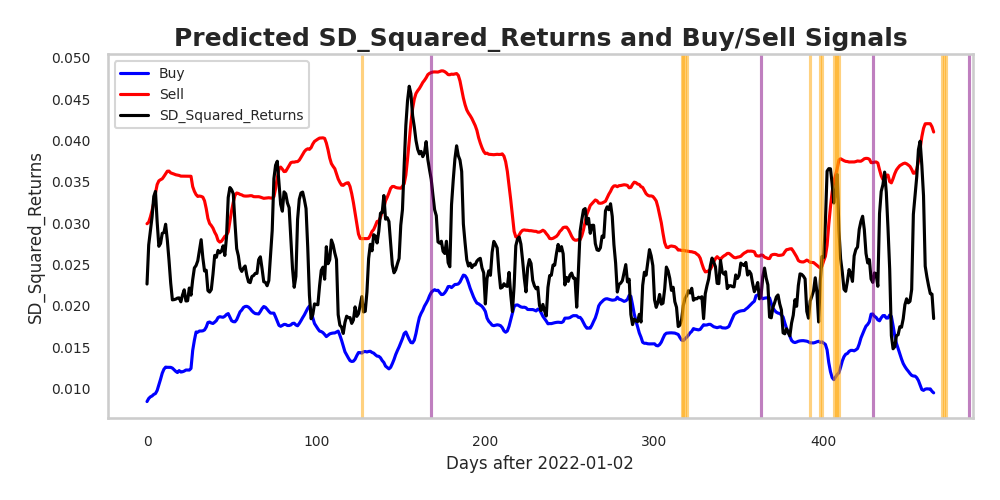 Predicted SD_Squared_Returns and Buy/Sell Signals
Buy
Sell
SD_Squared_Returns
0.050
0.045
0.040
0.035
0.030
0.025
0.020
0.015
0.010
SD_Squared_Returns
0
100
200
300
400
Days after 2022-01-02